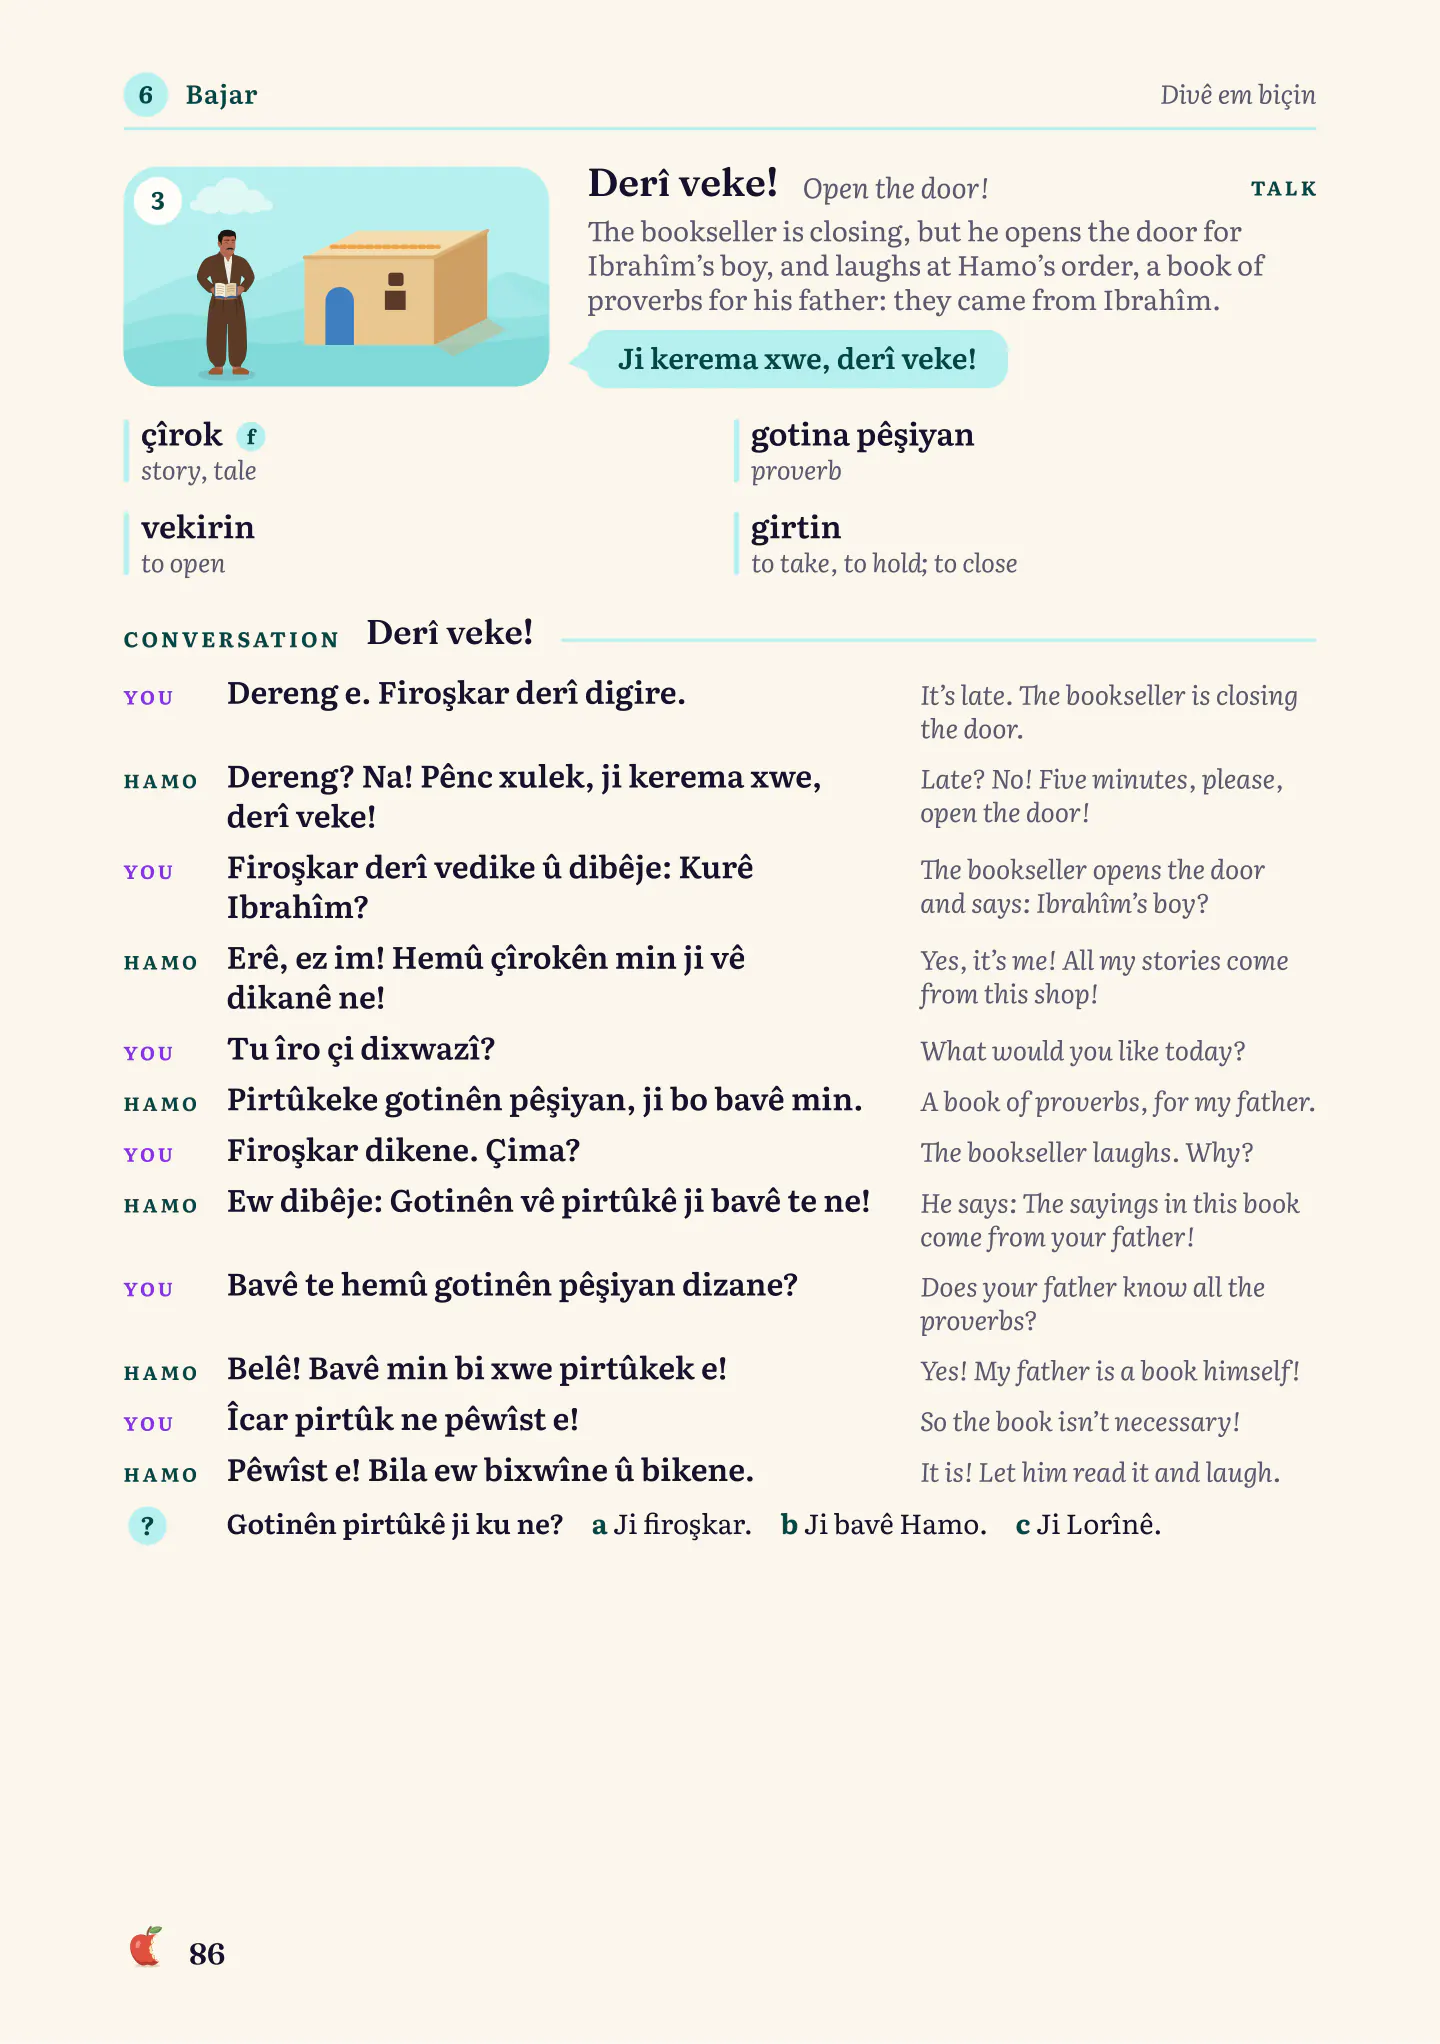 6 Bajar Divê em biçin
3
Derî veke! Open the door! TALK
The bookseller is closing, but he opens the door for
Ibrahîm’s boy, and laughs at Hamo’s order, a book of
proverbs for his father: they came from Ibrahîm.
Ji kerema xwe, derî veke!
çîrok f
story, tale
gotina pêşiyan
proverb
vekirin
to open
girtin
to take, to hold; to close
CONVERSATION Derî veke!
YOU Dereng e. Firoşkar derî digire. It’s late. The bookseller is closing
the door.
HAMO Dereng? Na! Pênc xulek, ji kerema xwe, Late? No! Five minutes, please,
derî veke! open the door!
YOU Firoşkar derî vedike û dibêje: Kurê The bookseller opens the door
Ibrahîm? and says: Ibrahîm’s boy?
HAMO Erê, ez im! Hemû çîrokên min ji vê Yes, it’s me! All my stories come
dikanê ne! from this shop!
YOU Tu îro çi dixwazî? What would you like today?
HAMO Pirtûkeke gotinên pêşiyan, ji bo bavê min. A book of proverbs, for my father.
YOU Firoşkar dikene. Çima? The bookseller laughs. Why?
HAMO Ew dibêje: Gotinên vê pirtûkê ji bavê te ne! He says: The sayings in this book
come from your father!
YOU Bavê te hemû gotinên pêşiyan dizane? Does your father know all the
proverbs?
HAMO Belê! Bavê min bi xwe pirtûkek e! Yes! My father is a book himself!
YOU Îcar pirtûk ne pêwîst e! So the book isn’t necessary!
HAMO Pêwîst e! Bila ew bixwîne û bikene. It is! Let him read it and laugh.
? Gotinên pirtûkê ji ku ne? a Ji firoşkar. b Ji bavê Hamo. c Ji Lorînê.
86